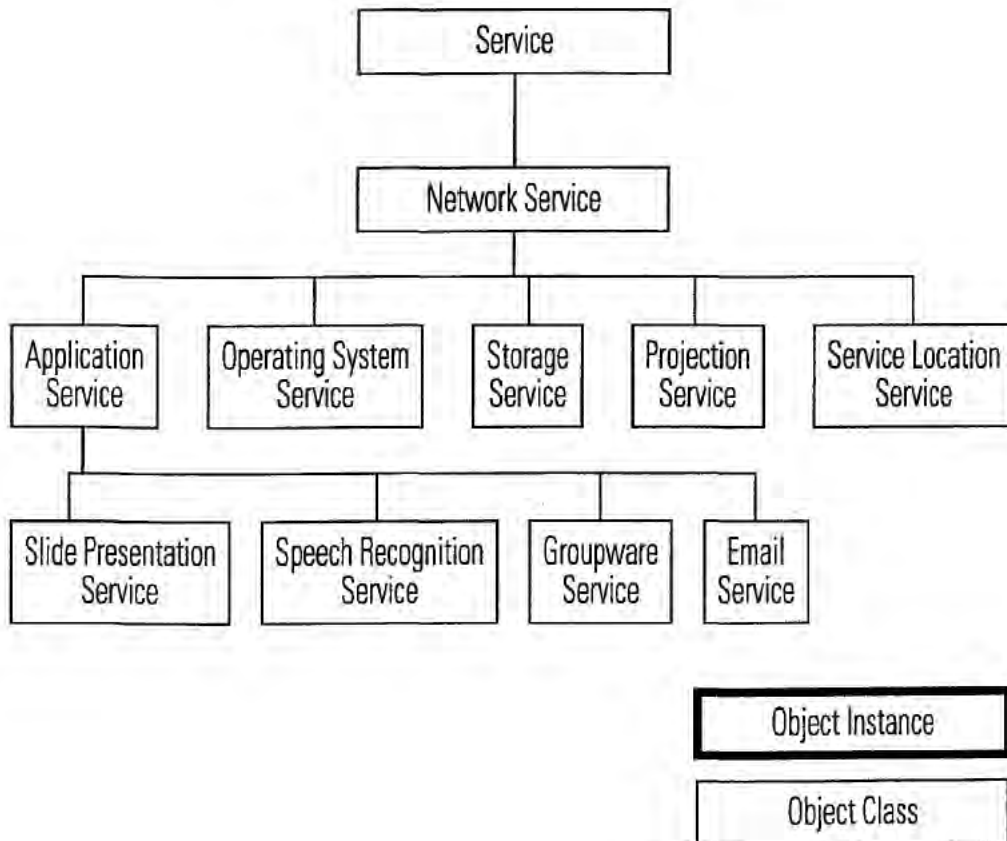 Service
Network Service
Application
Service
Operating System
Service
Storage
Service
Projection
Service
Service Location
Service
Slide Presentation
Service
Speech Recognition
Service
Groupware
Service
Email
Service
Object Instance
Object Class